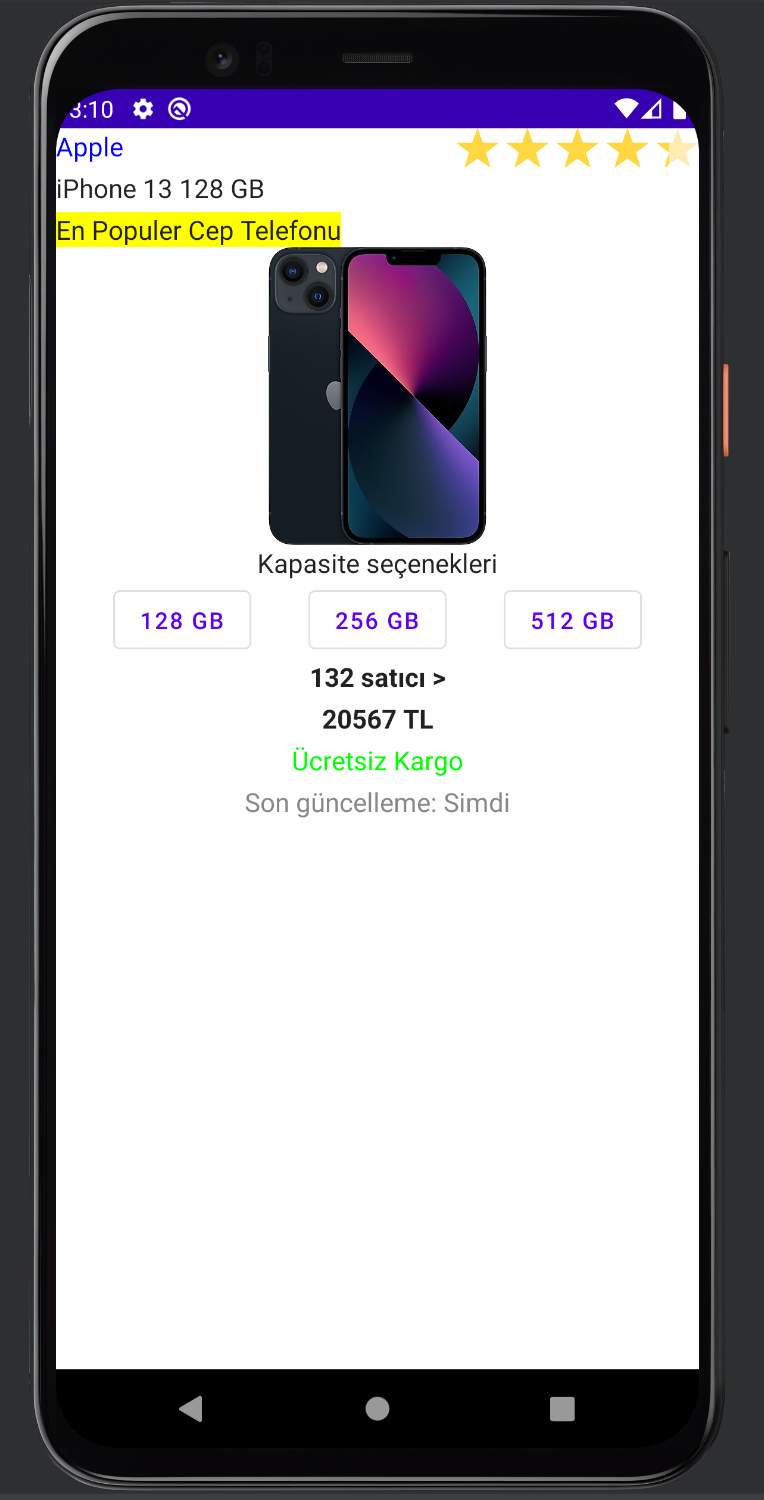 3:10
Apple
iPhone 13 128 GB
En Populer Cep Telefonu
Kapasite seçenekleri
128 GB 256 GB 512 GB
132 satıcı >
20567 TL
Ücretsiz Kargo
Son güncelleme: Simdi